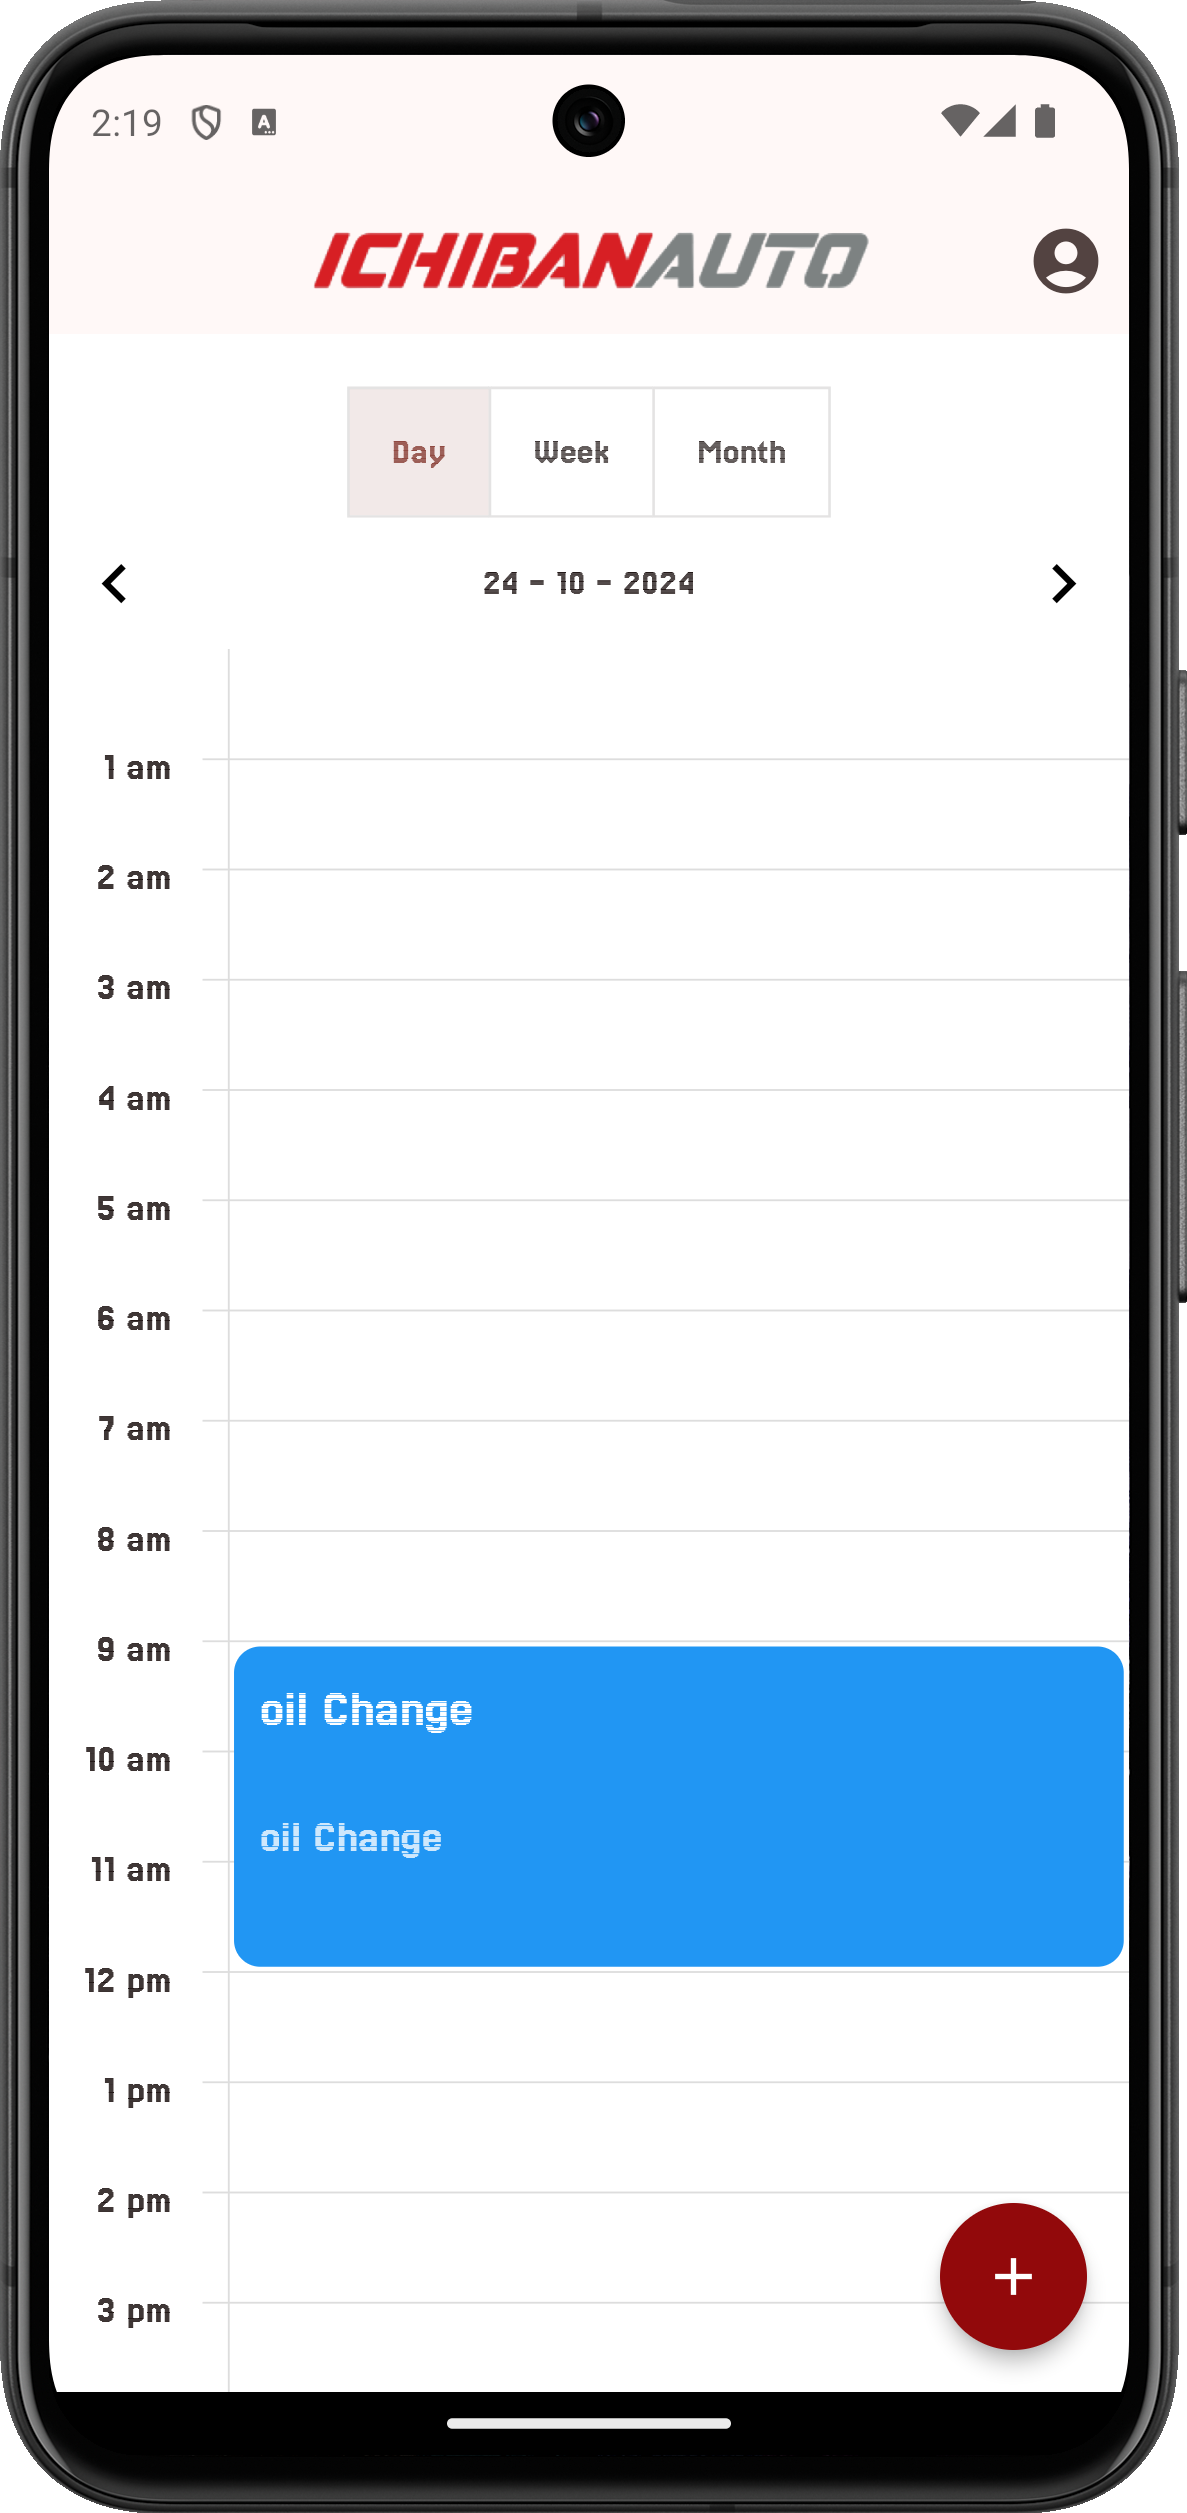 2:19
A
ICHIBANAUTO
Day Week Month
24 - 10 - 2024
1 am
2 am
3 am
4 am
5 am
6 am
7 am
8 am
9 am
oil Change
10 am
oil Change
11 am
12 pm
1 pm
2 pm
3 pm